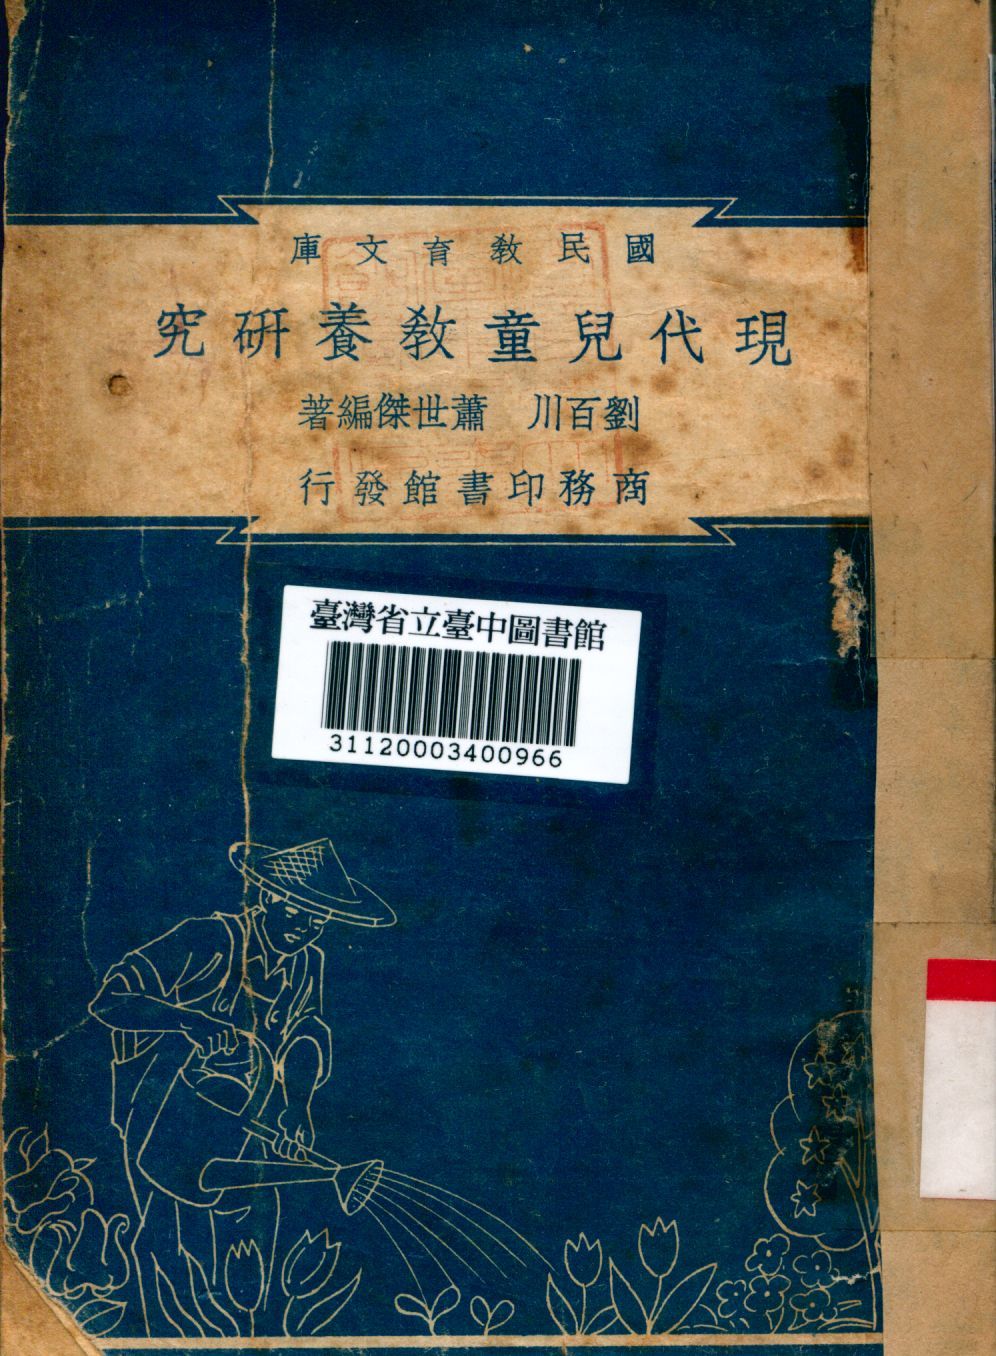 國民教育文庫
現代兒童教養研究
劉百川 蕭世傑編著
商務印書館發行
臺灣省立臺中圖書館
31120003400966